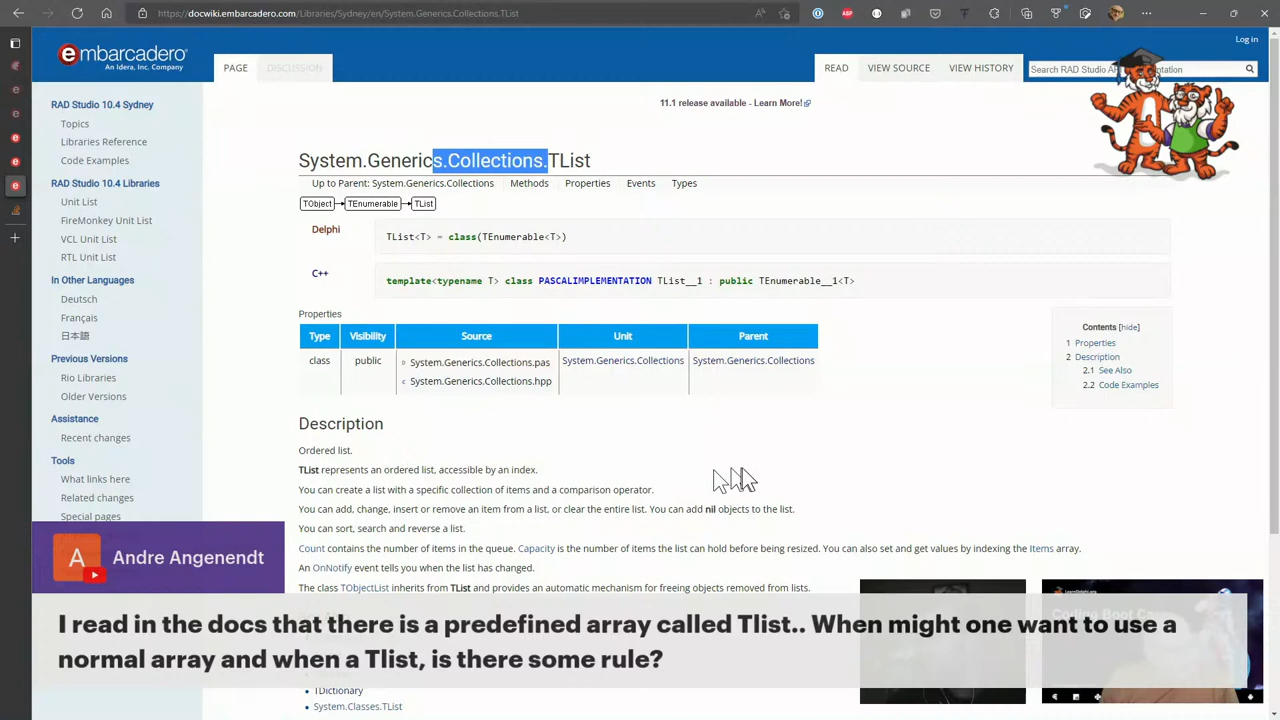 https://docwiki.embarcadero.com/Libraries/Sydney/en/System.Generics.Collections.TList
ABP
embarcadero
An Idera, Inc. Company
PAGE
DISCUSSION
Log in
READ
VIEW SOURCE
VIEW HISTORY
Search RAD Studio AP
entation
RAD Studio 10.4 Sydney
Topics
Libraries Reference
Code Examples
RAD Studio 10.4 Libraries
Unit List
FireMonkey Unit List
VCL Unit List
RTL Unit List
In Other Languages
Deutsch
Français
日本語
Previous Versions
Rio Libraries
Older Versions
Assistance
Recent changes
Tools
What links here
Related changes
Special pages
11.1 release available - Learn More!
System.Generics.Collections.TList
Up to Parent: System.Generics.Collections
Methods
Properties
Events
Types
TObject
TEnumerable
TList
Delphi
TList<T> = class(TEnumerable<T>)
C++
template<typename T> class PASCALIMPLEMENTATION TList__1 : public TEnumerable__1<T>
Properties
Type Visibility Source Unit Parent
class public System.Generics.Collections.pas System.Generics.Collections System.Generics.Collections
System.Generics.Collections.hpp
Contents [hide]
1 Properties
2 Description
2.1 See Also
2.2 Code Examples
Description
Ordered list.
TList represents an ordered list, accessible by an index.
You can create a list with a specific collection of items and a comparison operator.
You can add, change, insert or remove an item from a list, or clear the entire list. You can add nil objects to the list.
You can sort, search and reverse a list.
Count contains the number of items in the queue. Capacity is the number of items the list can hold before being resized. You can also set and get values by indexing the Items array.
An OnNotify event tells you when the list has changed.
The class TObjectList inherits from TList and provides an automatic mechanism for freeing objects removed from lists.
A Andre Angenendt
LearnDelphi.org
Coding Boot C
I read in the docs that there is a predefined array called Tlist.. When might one want to use a
normal array and when a Tlist, is there some rule?
TDictionary
System.Classes.TList